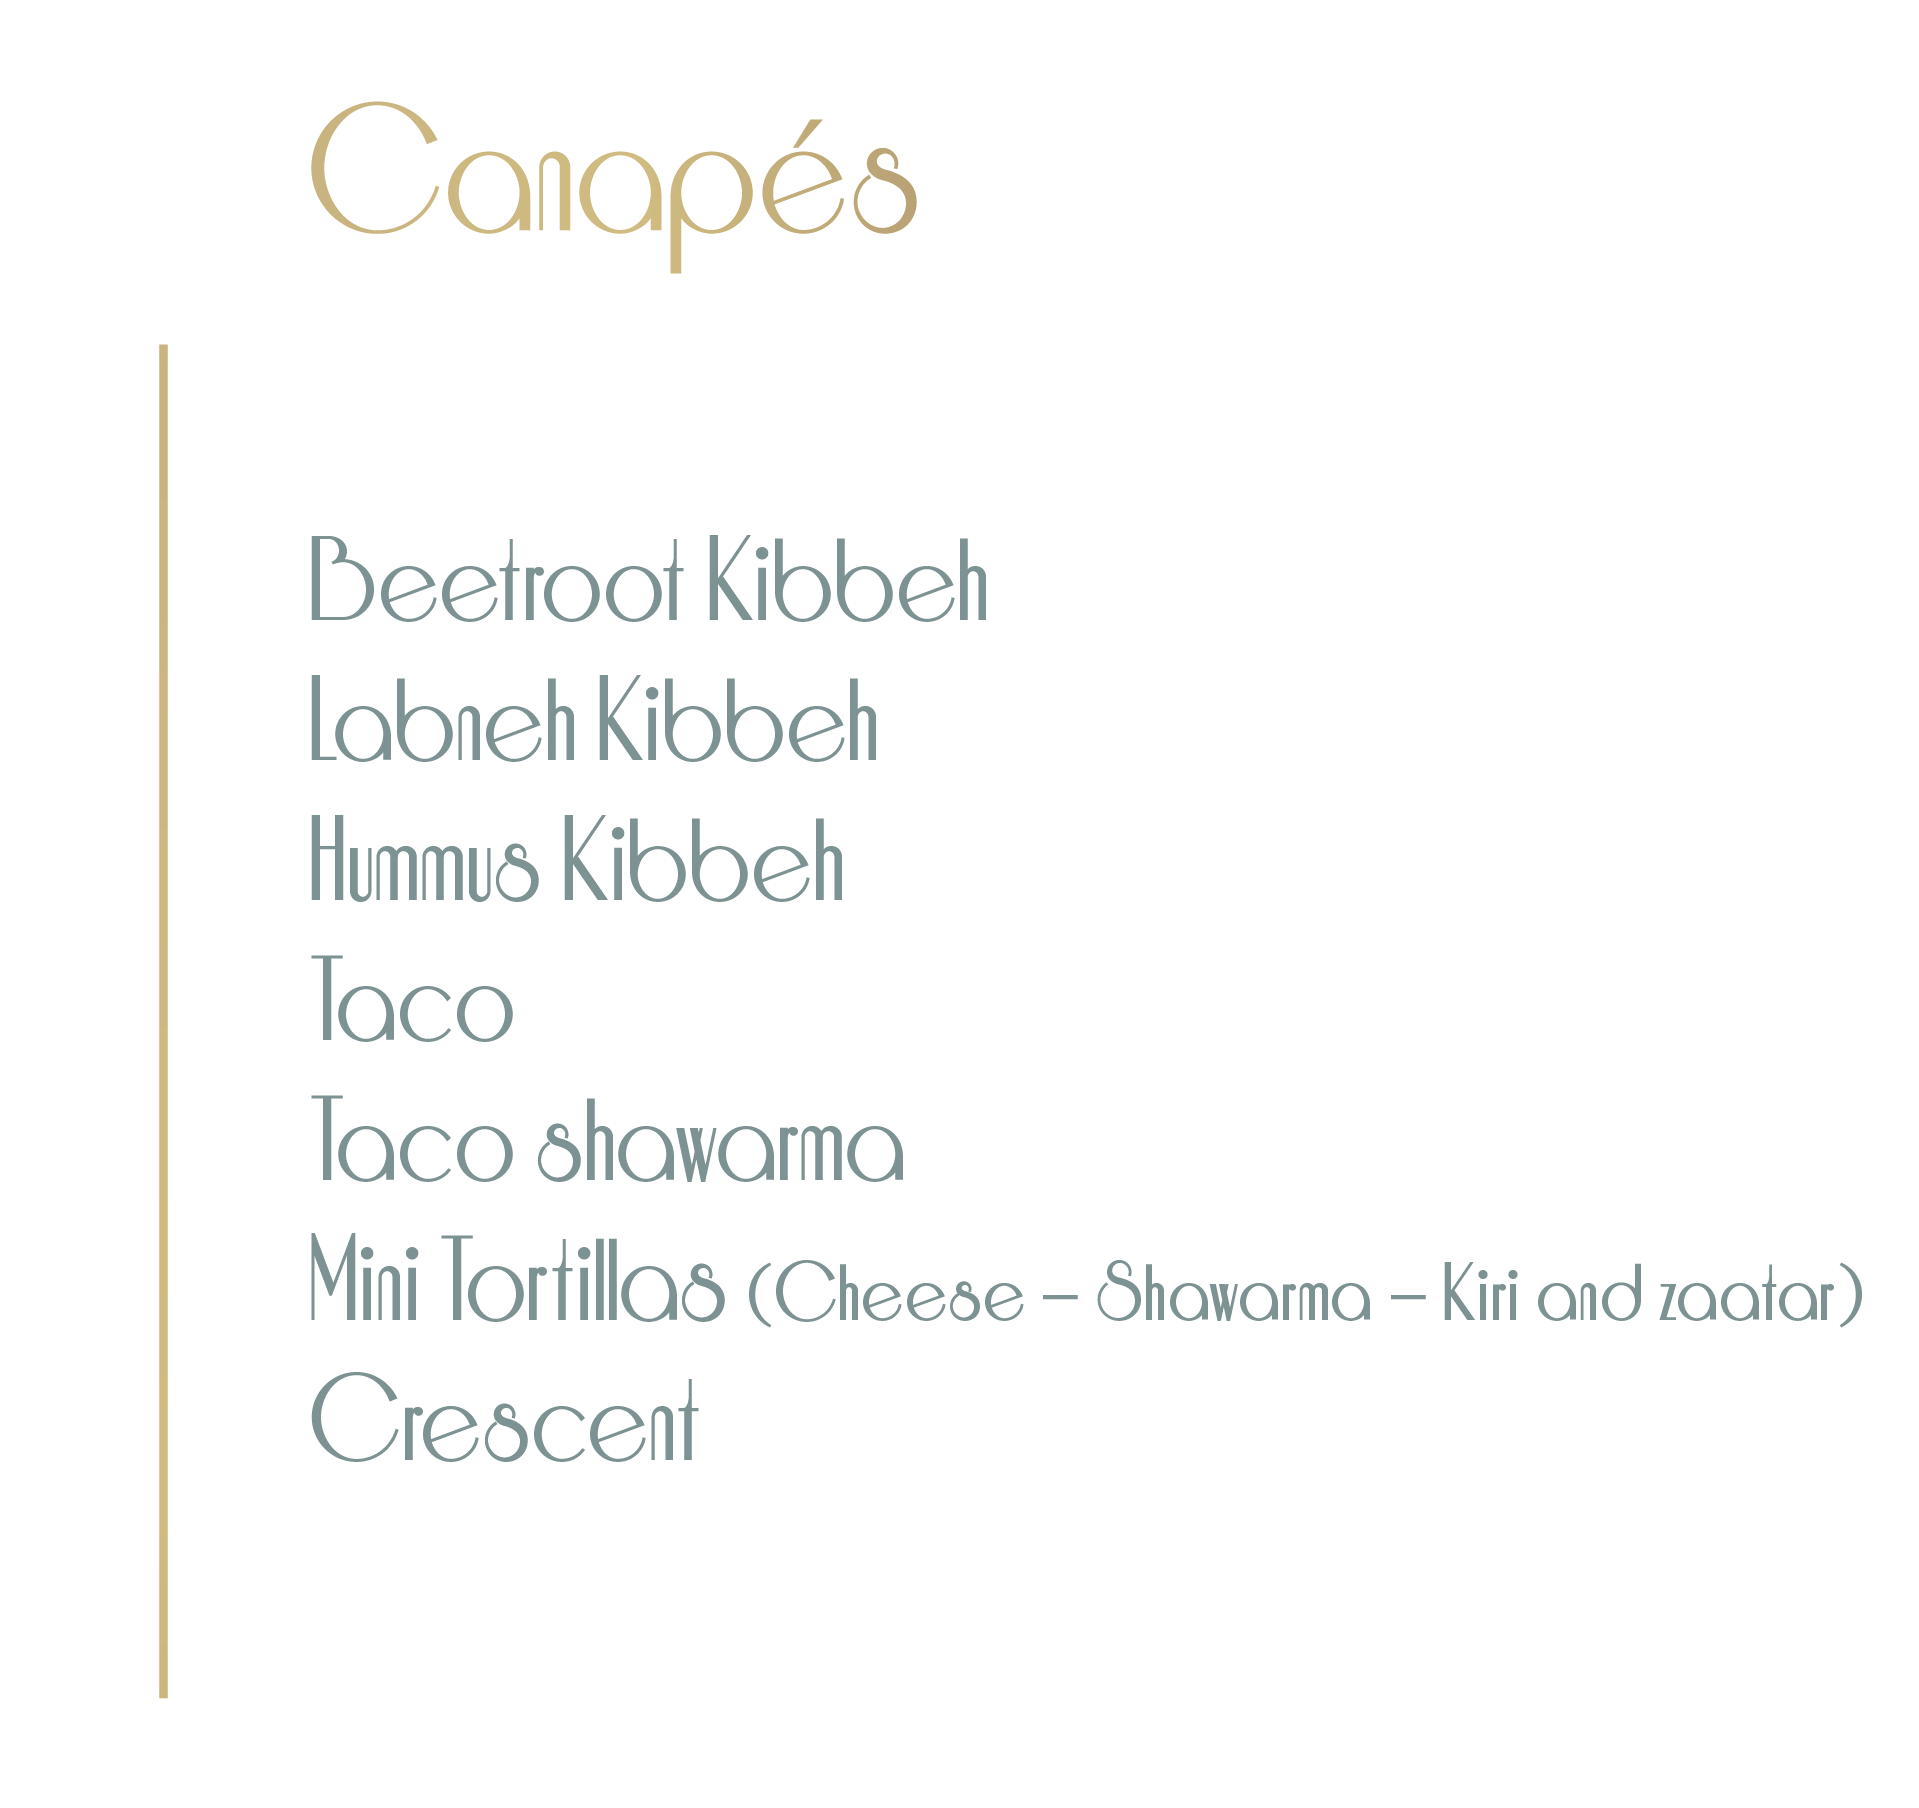 Canapés
Beetroot Kibbeh
Labneh Kibbeh
Hummus Kibbeh
Taco
Taco shawarma
Mini Tortillas (Cheese – Shawarma – Kiri and zaatar)
Crescent